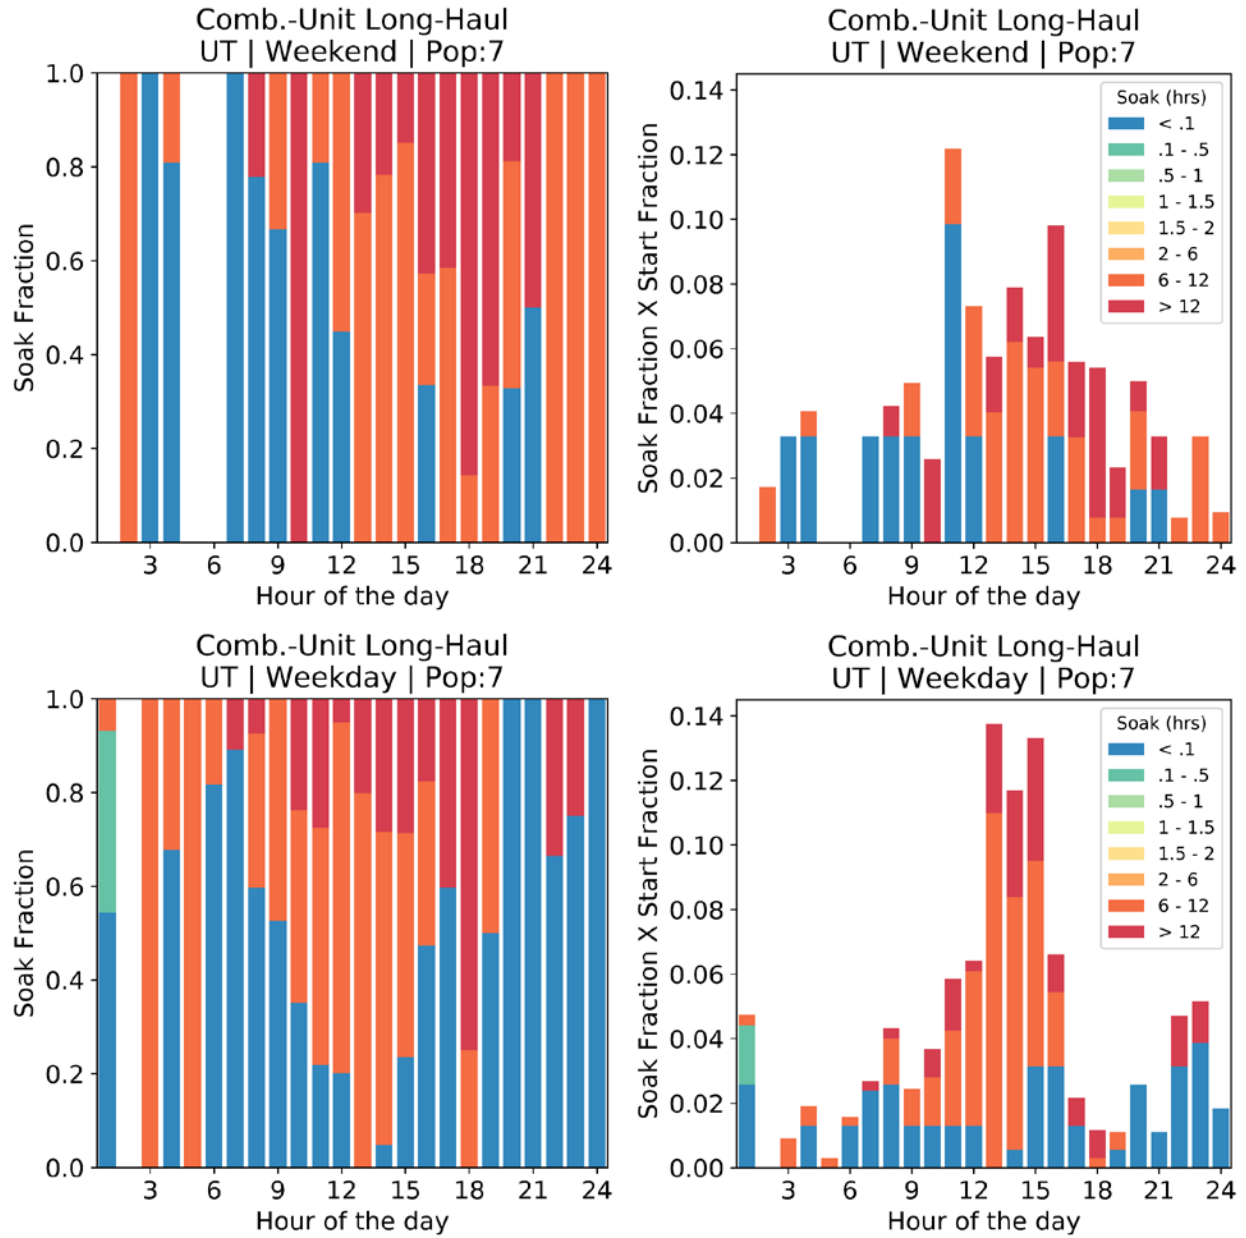 Comb.-Unit Long-Haul
UT | Weekend | Pop:7
1.0
0.8
0.6
0.4
0.2
0.0
Soak Fraction
3 6 9 12 15 18 21 24
Hour of the day
Comb.-Unit Long-Haul
UT | Weekend | Pop:7
0.14
0.12
0.10
0.08
0.06
0.04
0.02
0.00
Soak Fraction X Start Fraction
Soak (hrs)
< .1
.1 - .5
.5 - 1
1 - 1.5
1.5 - 2
2 - 6
6 - 12
> 12
3 6 9 12 15 18 21 24
Hour of the day
Comb.-Unit Long-Haul
UT | Weekday | Pop:7
1.0
0.8
0.6
0.4
0.2
0.0
Soak Fraction
3 6 9 12 15 18 21 24
Hour of the day
Comb.-Unit Long-Haul
UT | Weekday | Pop:7
0.14
0.12
0.10
0.08
0.06
0.04
0.02
0.00
Soak Fraction X Start Fraction
Soak (hrs)
< .1
.1 - .5
.5 - 1
1 - 1.5
1.5 - 2
2 - 6
6 - 12
> 12
3 6 9 12 15 18 21 24
Hour of the day